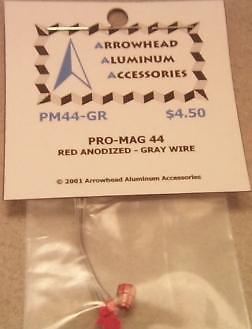 ARROWHEAD
ALUMINUM
ACCESSORIES
PM44-GR $4.50
PRO-MAG 44
RED ANODIZED - GRAY WIRE
© 2001 Arrowhead Aluminum Accessories